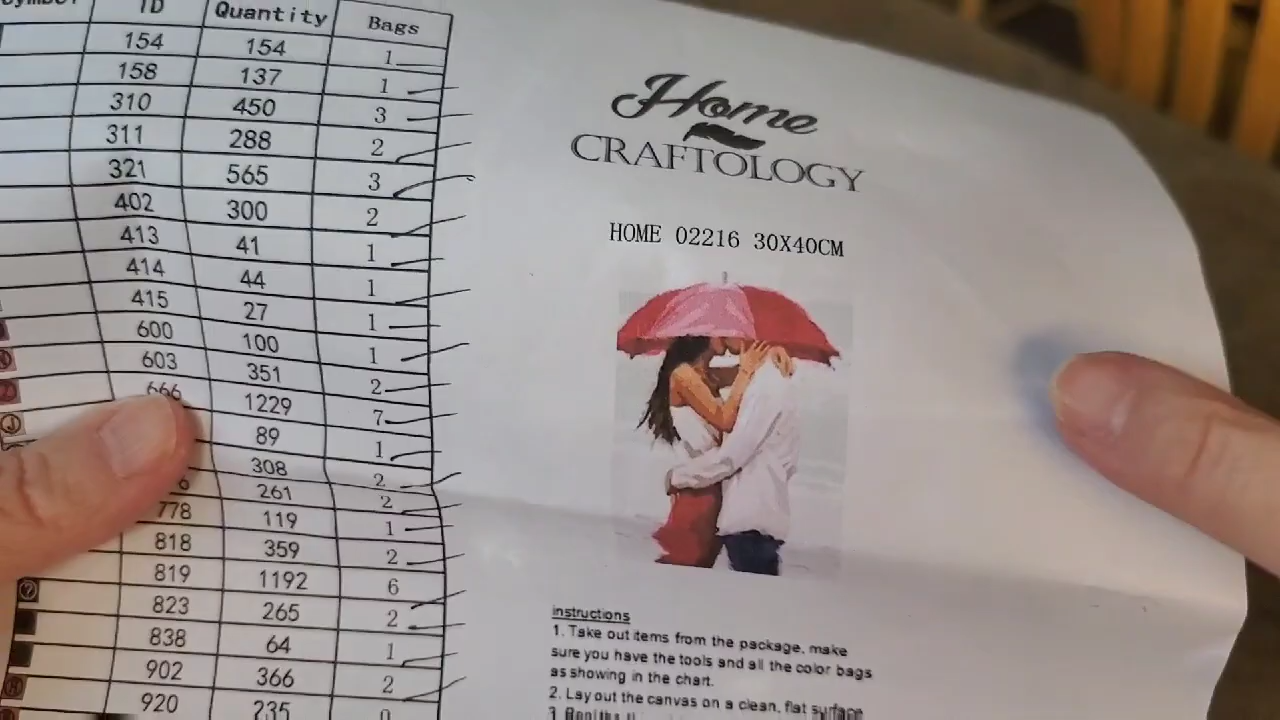 ID Quantity Bags
154 154 1
158 137 1
310 450 3
311 288 2
321 565 3
402 300 2
413 41 1
414 44 1
415 27 1
600 100 1
603 351 2
666 1229 7
89 1
308 2
6 261 2
778 119 1
818 359 2
819 1192 6
823 265 2
838 64 1
902 366 2
920 235
Home
CRAFTOLOGY
HOME 02216 30X40CM
instructions
1. Take out items from the package, make
sure you have the tools and all the color bags
as showing in the chart.
2. Lay out the canvas on a clean, flat surface